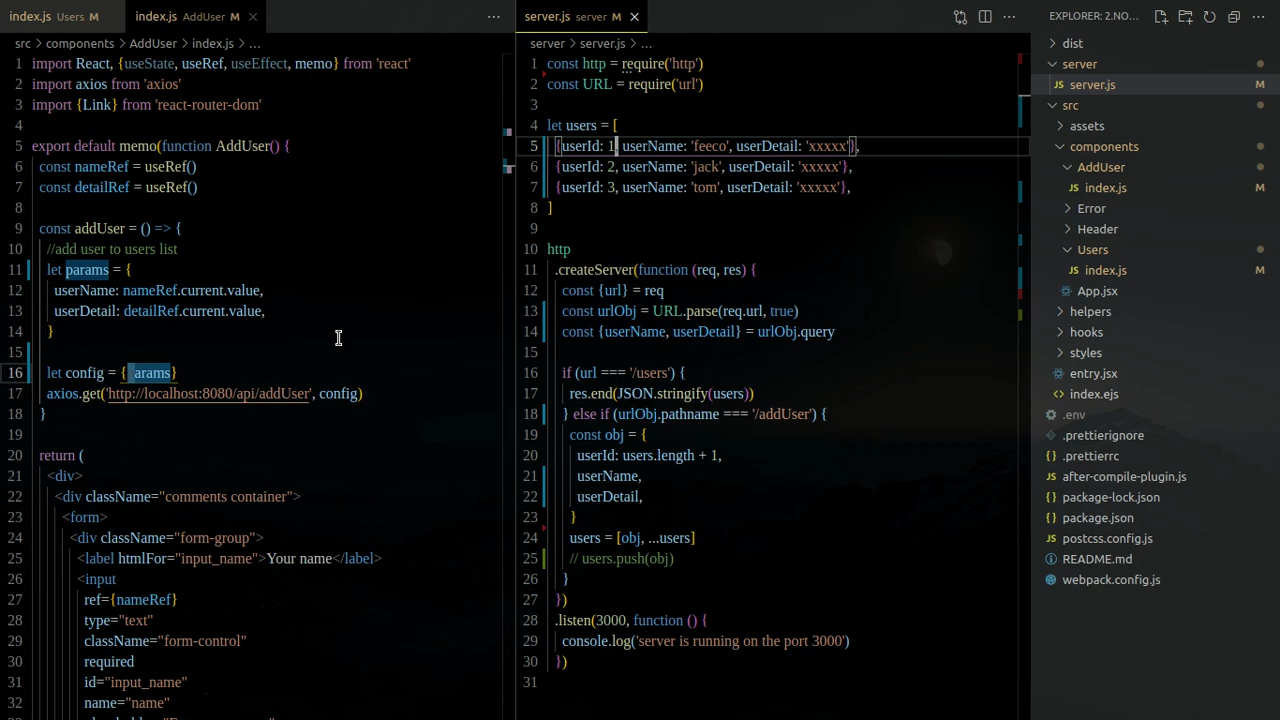 index.js Users M
index.js AddUser M
src > components > AddUser > index.js > ...
1 import React, {useState, useRef, useEffect, memo} from 'react'
2 import axios from 'axios'
3 import {Link} from 'react-router-dom'
4
5 export default memo(function AddUser() {
6 const nameRef = useRef()
7 const detailRef = useRef()
8
9 const addUser = () => {
10 //add user to users list
11 let params = {
12 userName: nameRef.current.value,
13 userDetail: detailRef.current.value,
14 }
15
16 let config = {params}
17 axios.get('http://localhost:8080/api/addUser', config)
18 }
19
20 return (
21 <div>
22 <div className="comments container">
23 <form>
24 <div className="form-group">
25 <label htmlFor="input_name">Your name</label>
26 <input
27 ref={nameRef}
28 type="text"
29 className="form-control"
30 required
31 id="input_name"
32 name="name"
server.js server M
server > server.js > ...
1 const http = require('http')
2 const URL = require('url')
3
4 let users = [
5 {userId: 1, userName: 'feeco', userDetail: 'xxxxx'},
6 {userId: 2, userName: 'jack', userDetail: 'xxxxx'},
7 {userId: 3, userName: 'tom', userDetail: 'xxxxx'},
8 ]
9
10 http
11 .createServer(function (req, res) {
12 const {url} = req
13 const urlObj = URL.parse(req.url, true)
14 const {userName, userDetail} = urlObj.query
15
16 if (url === '/users') {
17 res.end(JSON.stringify(users))
18 } else if (urlObj.pathname === '/addUser') {
19 const obj = {
20 userId: users.length + 1,
21 userName,
22 userDetail,
23 }
24 users = [obj, ...users]
25 // users.push(obj)
26 }
27 })
28 .listen(3000, function () {
29 console.log('server is running on the port 3000')
30 })
31
EXPLORER: 2.NO...
dist
server
server.js M
src
assets
components
AddUser
index.js M
Error
Header
Users
index.js M
App.jsx
helpers
hooks
styles
entry.jsx
index.ejs
.env
.prettierignore
.prettierrc
after-compile-plugin.js
package-lock.json
package.json
postcss.config.js
README.md
webpack.config.js